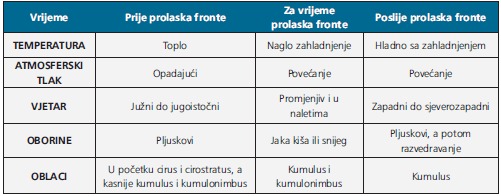 Vrijeme Prije prolaska fronte Za vrijeme prolaska fronte Poslije prolaska fronte
TEMPERATURA Toplo Naglo zahladnjenje Hladno sa zahladnjenjem
ATMOSFERSKI TLAK Opadajući Povećanje Povećanje
VJETAR Južni do jugoistočni Promjenjiv i u naletima Zapadni do sjeverozapadni
OBORINE Pljuskovi Jaka kiša ili snijeg Pljuskovi, a potom razvedravanje
OBLACI U početku cirus i cirostratus, a kasnije kumulus i kumulonimbus Kumulus i kumulonimbus Kumulus